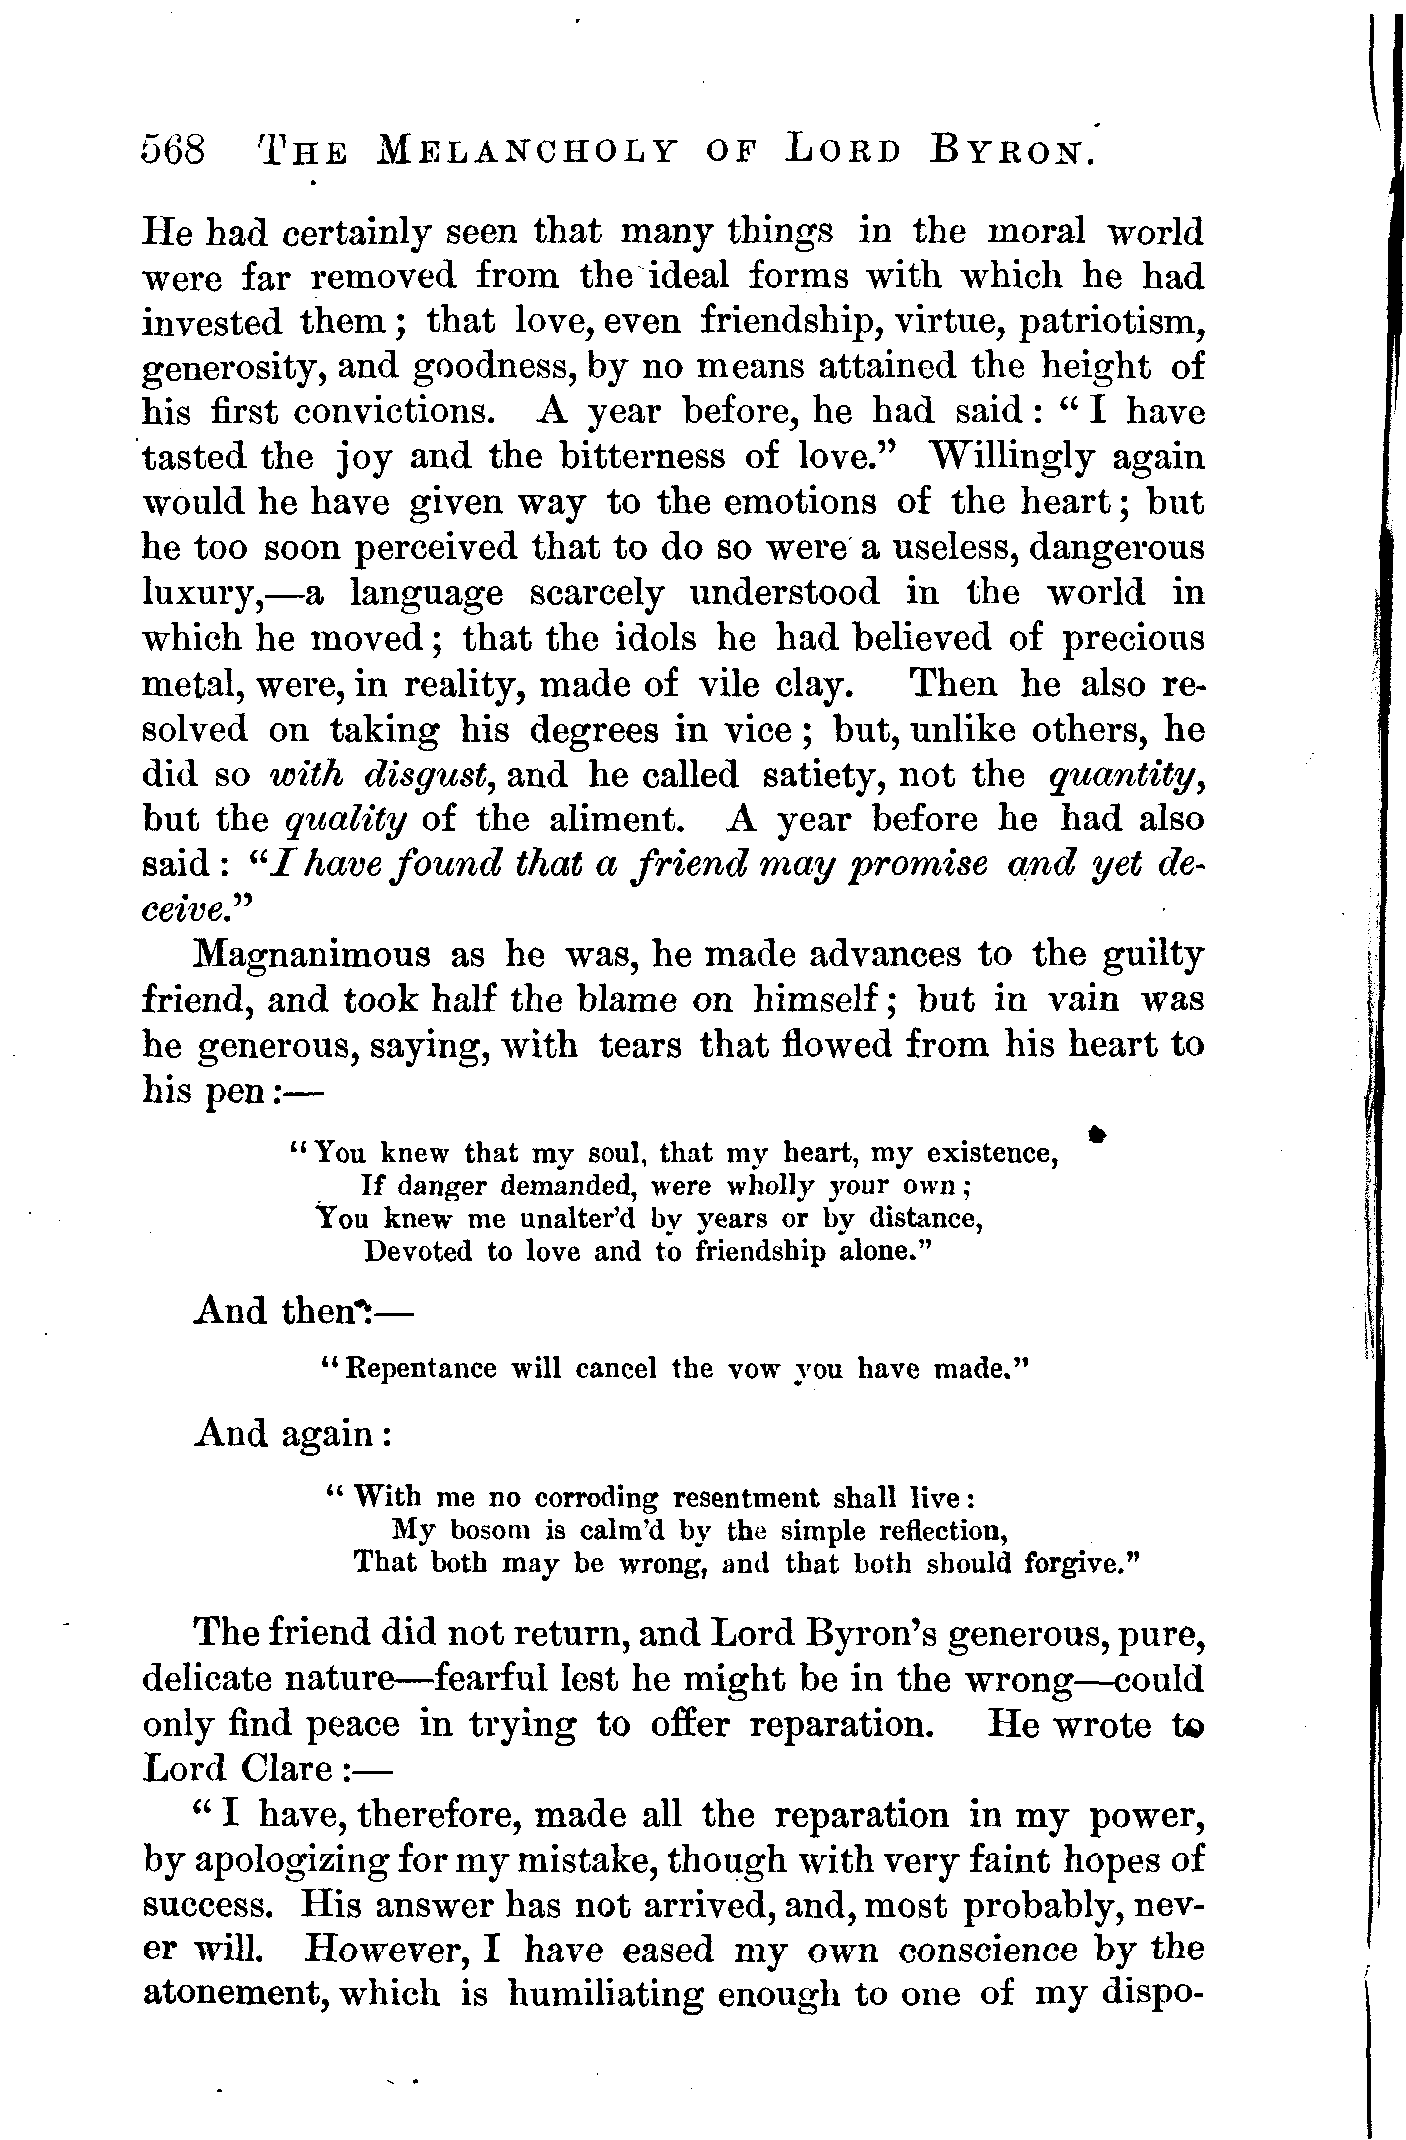 568 THE MELANCHOLY OF LORD BYRON.
He had certainly seen that many things in the moral world
were far removed from the ideal forms with which he had
invested them; that love, even friendship, virtue, patriotism,
generosity, and goodness, by no means attained the height of
his first convictions. A year before, he had said: “I have
tasted the joy and the bitterness of love.” Willingly again
would he have given way to the emotions of the heart; but
he too soon perceived that to do so were a useless, dangerous
luxury,—a language scarcely understood in the world in
which he moved; that the idols he had believed of precious
metal, were, in reality, made of vile clay. Then he also re-
solved on taking his degrees in vice; but, unlike others, he
did so with disgust, and he called satiety, not the quantity,
but the quality of the aliment. A year before he had also
said: “I have found that a friend may promise and yet de-
ceive.”
Magnanimous as he was, he made advances to the guilty
friend, and took half the blame on himself; but in vain was
he generous, saying, with tears that flowed from his heart to
his pen:—
“You knew that my soul, that my heart, my existence,
If danger demanded, were wholly your own;
You knew me unalter’d by years or by distance,
Devoted to love and to friendship alone.”
And then:—
“Repentance will cancel the vow you have made.”
And again:
“With me no corroding resentment shall live:
My bosom is calm’d by the simple reflection,
That both may be wrong, and that both should forgive.”
The friend did not return, and Lord Byron’s generous, pure,
delicate nature—fearful lest he might be in the wrong—could
only find peace in trying to offer reparation. He wrote to
Lord Clare:—
“I have, therefore, made all the reparation in my power,
by apologizing for my mistake, though with very faint hopes of
success. His answer has not arrived, and, most probably, nev-
er will. However, I have eased my own conscience by the
atonement, which is humiliating enough to one of my dispo-